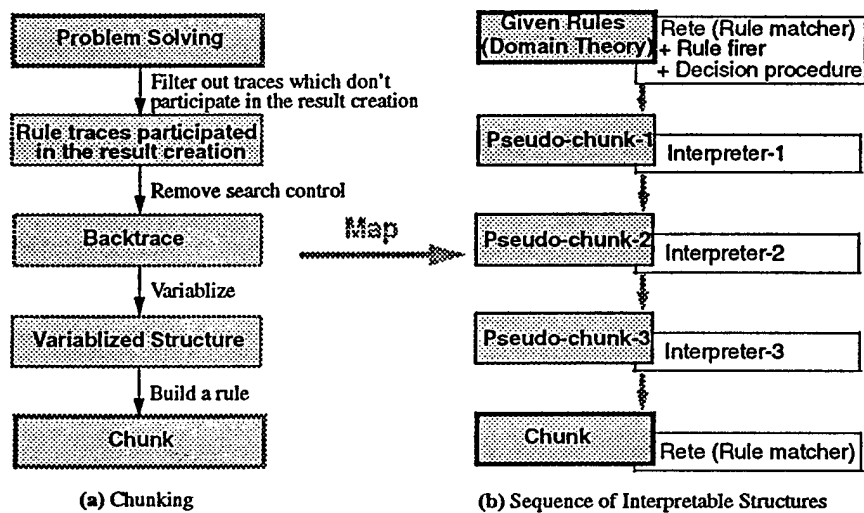 Problem Solving
Filter out traces which don't
participate in the result creation
Rule traces participated
in the result creation
Remove search control
Backtrace
Variablize
Variablized Structure
Build a rule
Chunk
(a) Chunking
Map
Given Rules
(Domain Theory)
Rete (Rule matcher)
+ Rule firer
+ Decision procedure
Pseudo-chunk-1
Interpreter-1
Pseudo-chunk-2
Interpreter-2
Pseudo-chunk-3
Interpreter-3
Chunk
Rete (Rule matcher)
(b) Sequence of Interpretable Structures